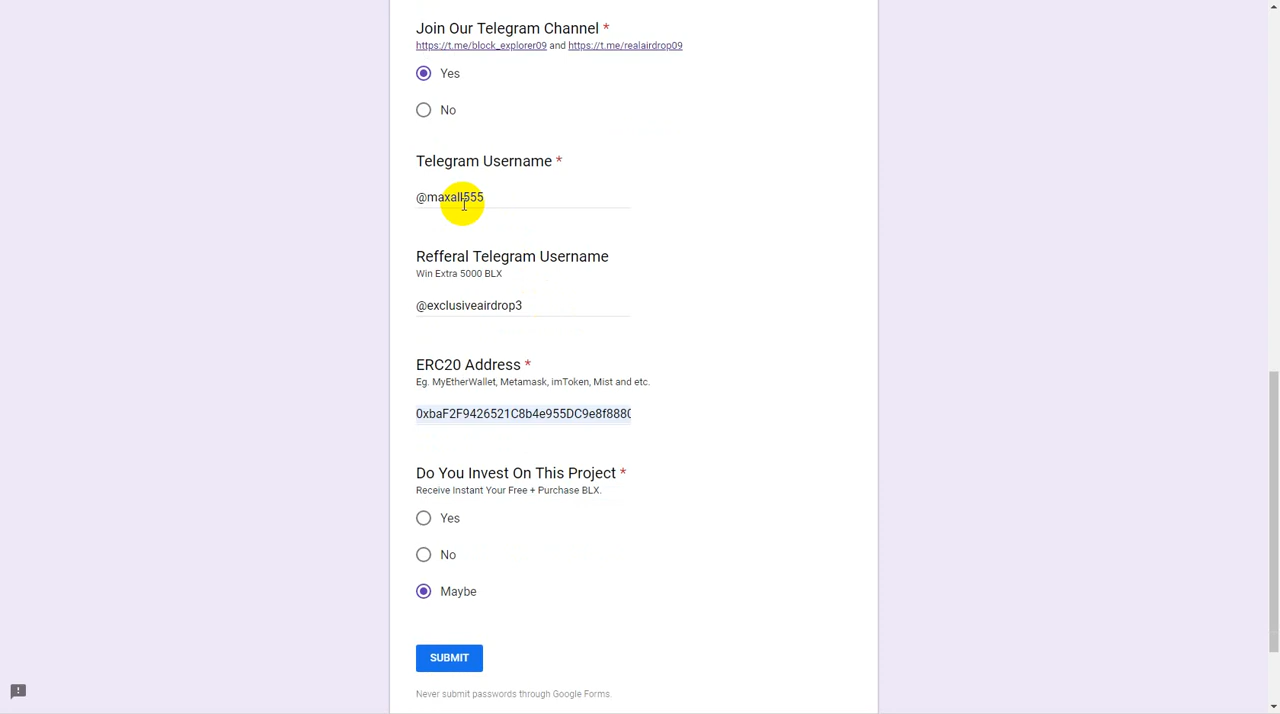 Join Our Telegram Channel *
https://t.me/block_explorer09 and https://t.me/realairdrop09
Yes
No
Telegram Username *
@maxall555
Refferal Telegram Username
Win Extra 5000 BLX
@exclusiveairdrop3
ERC20 Address *
Eg. MyEtherWallet, Metamask, imToken, Mist and etc.
0xbaF2F9426521C8b4e955DC9e8f8880
Do You Invest On This Project *
Receive Instant Your Free + Purchase BLX.
Yes
No
Maybe
SUBMIT
Never submit passwords through Google Forms.